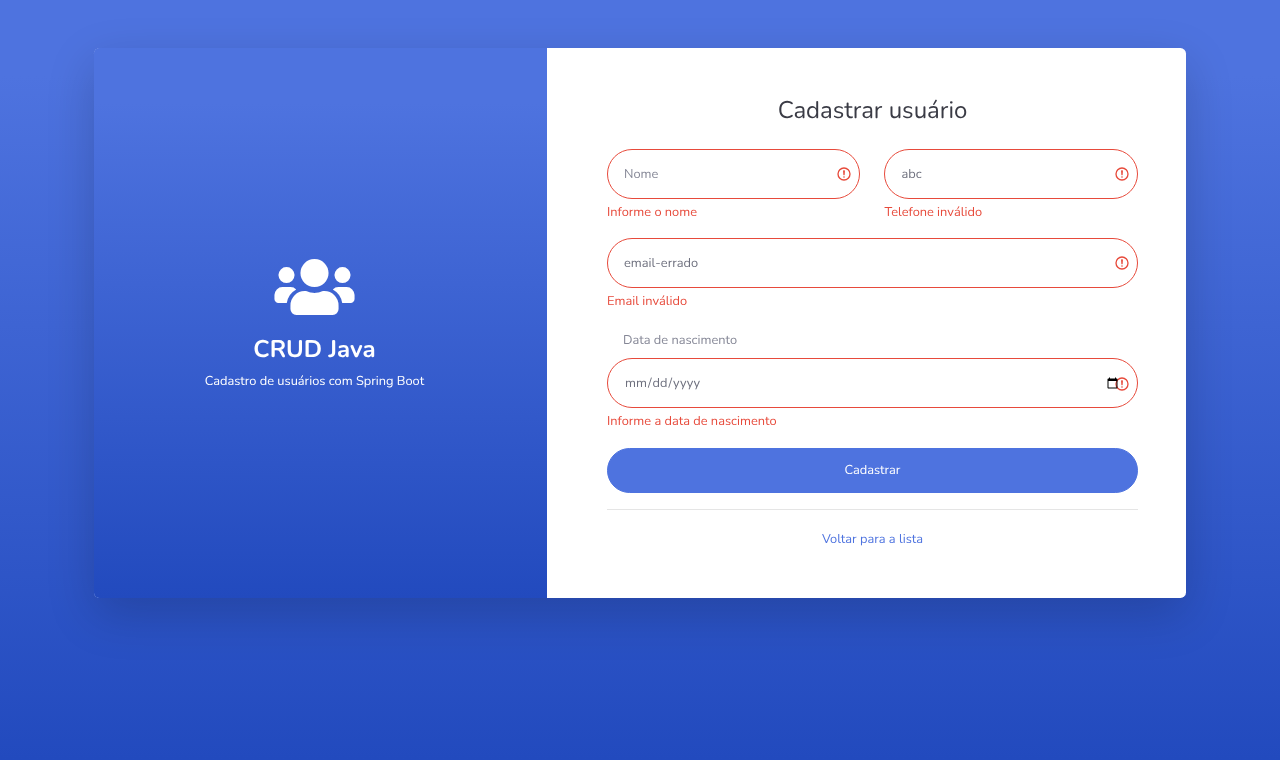 CRUD Java
Cadastro de usuários com Spring Boot
Cadastrar usuário
Nome
abc
Informe o nome
Telefone inválido
email-errado
Email inválido
Data de nascimento
mm/dd/yyyy
Informe a data de nascimento
Cadastrar
Voltar para a lista